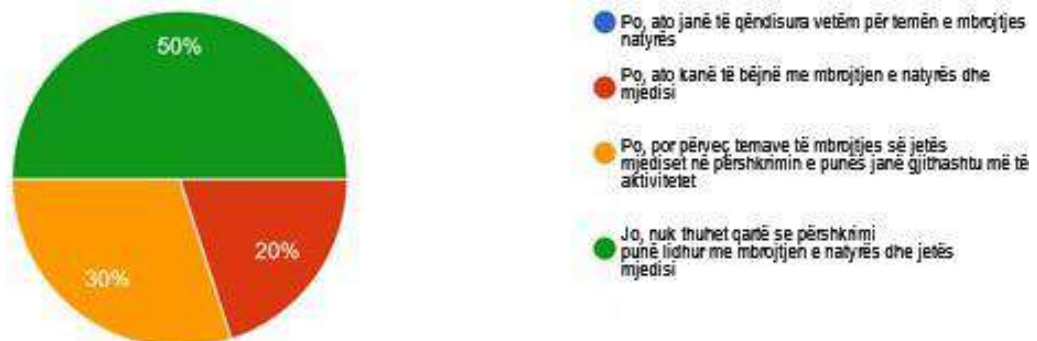 50%
20%
30%
Po, ato janë të qëndisura vetëm për temën e mbrojtjes
natyrës
Po, ato kanë të bëjnë me mbrojtjen e natyrës dhe
mjedisi
Po, por përveç temave të mbrojtjes së jetës
mjediset në përshkrimin e punës janë gjithashtu më të
aktivitetet
Jo, nuk thuhet qartë se përshkrimi
punë lidhur me mbrojtjen e natyrës dhe jetës
mjedisi